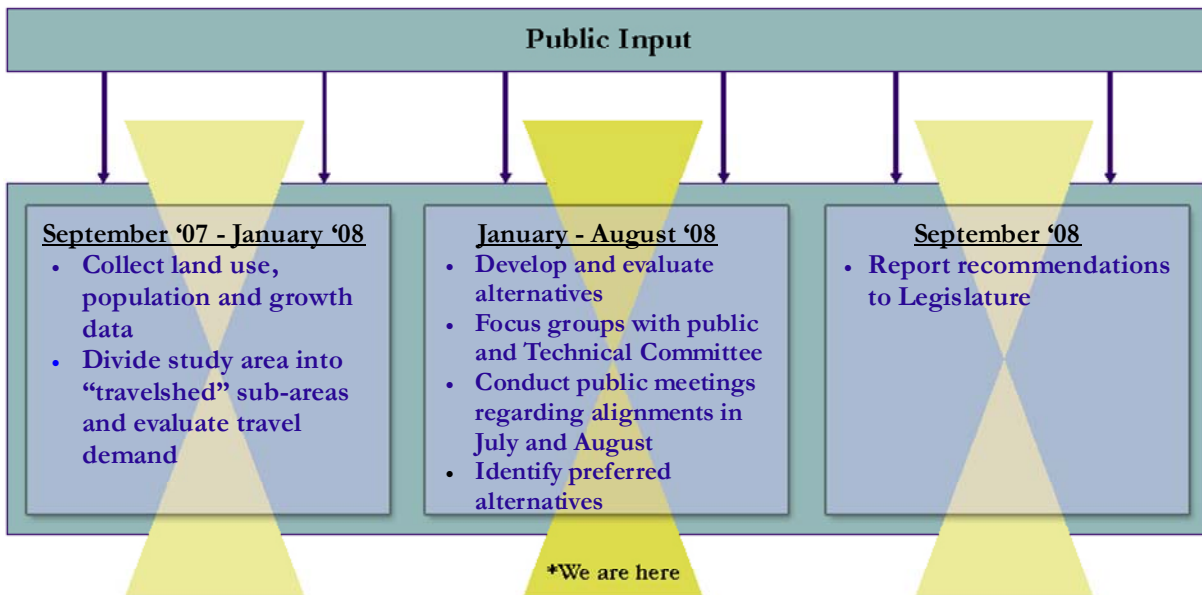 Public Input
September ‘07 - January ‘08
• Collect land use,
population and growth
data
• Divide study area into
“travelshed” sub-areas
and evaluate travel
demand
January - August ‘08
• Develop and evaluate
alternatives
• Focus groups with public
and Technical Committee
• Conduct public meetings
regarding alignments in
July and August
• Identify preferred
alternatives
September ‘08
• Report recommendations
to Legislature
*We are here